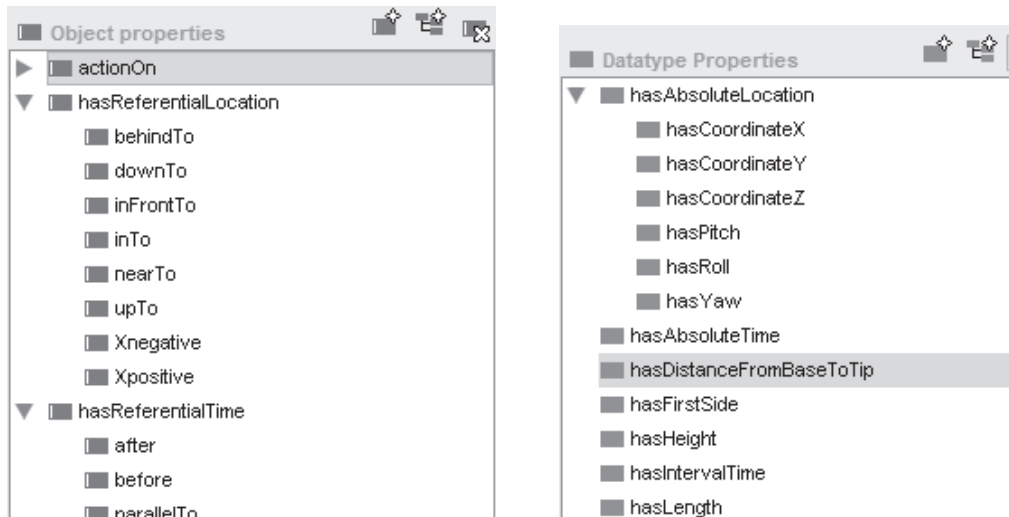 Object properties
actionOn
hasReferentialLocation
behindTo
downTo
inFrontTo
inTo
nearTo
upTo
Xnegative
Xpositive
hasReferentialTime
after
before
parallelTo
Datatype Properties
hasAbsoluteLocation
hasCoordinateX
hasCoordinateY
hasCoordinateZ
hasPitch
hasRoll
hasYaw
hasAbsoluteTime
hasDistanceFromBaseToTip
hasFirstSide
hasHeight
hasIntervalTime
hasLength